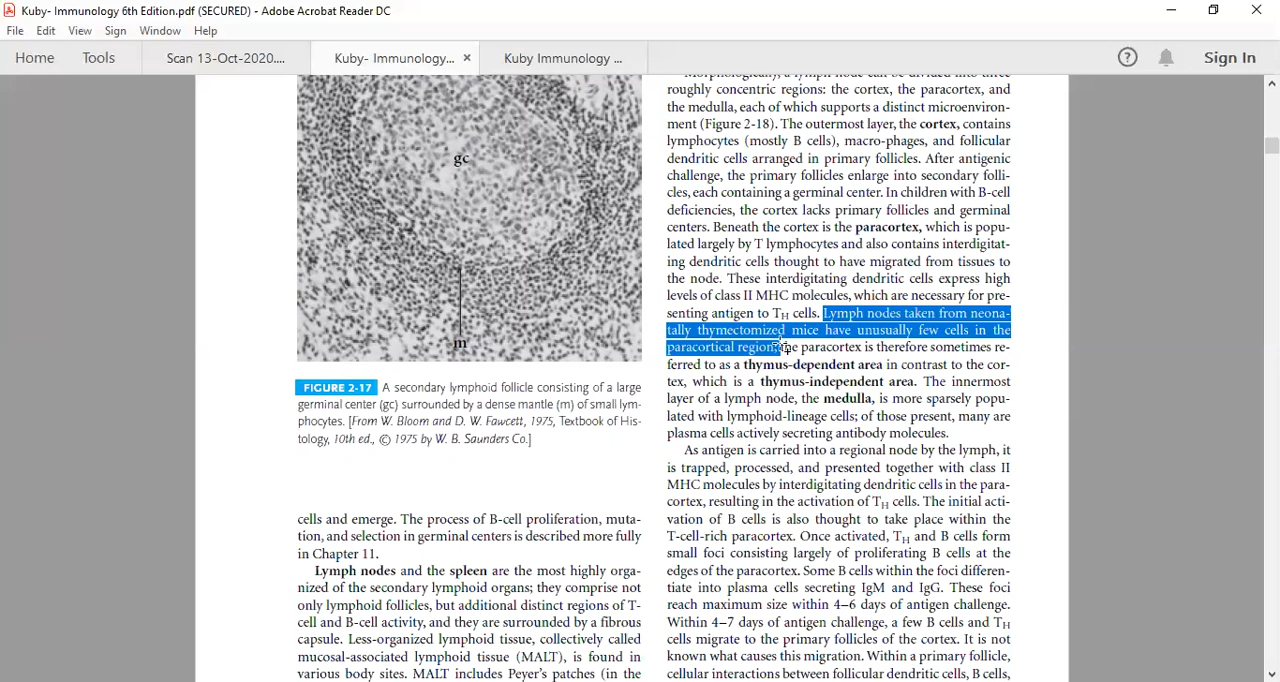 Kuby- Immunology 6th Edition.pdf (SECURED) - Adobe Acrobat Reader DC
File Edit View Sign Window Help
Home Tools Scan 13-Oct-2020.... Kuby- Immunology... × Kuby Immunology ... Sign In
gc
m
FIGURE 2-17 A secondary lymphoid follicle consisting of a large
germinal center (gc) surrounded by a dense mantle (m) of small lym-
phocytes. [From W. Bloom and D. W. Fawcett, 1975, Textbook of His-
tology, 10th ed., © 1975 by W. B. Saunders Co.]
cells and emerge. The process of B-cell proliferation, muta-
tion, and selection in germinal centers is described more fully
in Chapter 11.
Lymph nodes and the spleen are the most highly orga-
nized of the secondary lymphoid organs; they comprise not
only lymphoid follicles, but additional distinct regions of T-
cell and B-cell activity, and they are surrounded by a fibrous
capsule. Less-organized lymphoid tissue, collectively called
mucosal-associated lymphoid tissue (MALT), is found in
various body sites. MALT includes Peyer's patches (in the
Morphologically, a lymph node can be divided into three
roughly concentric regions: the cortex, the paracortex, and
the medulla, each of which supports a distinct microenviron-
ment (Figure 2-18). The outermost layer, the cortex, contains
lymphocytes (mostly B cells), macro-phages, and follicular
dendritic cells arranged in primary follicles. After antigenic
challenge, the primary follicles enlarge into secondary folli-
cles, each containing a germinal center. In children with B-cell
deficiencies, the cortex lacks primary follicles and germinal
centers. Beneath the cortex is the paracortex, which is popu-
lated largely by T lymphocytes and also contains interdigitat-
ing dendritic cells thought to have migrated from tissues to
the node. These interdigitating dendritic cells express high
levels of class II MHC molecules, which are necessary for pre-
senting antigen to TH cells. Lymph nodes taken from neona-
tally thymectomized mice have unusually few cells in the
paracortical region; the paracortex is therefore sometimes re-
ferred to as a thymus-dependent area in contrast to the cor-
tex, which is a thymus-independent area. The innermost
layer of a lymph node, the medulla, is more sparsely popu-
lated with lymphoid-lineage cells; of those present, many are
plasma cells actively secreting antibody molecules.
As antigen is carried into a regional node by the lymph, it
is trapped, processed, and presented together with class II
MHC molecules by interdigitating dendritic cells in the para-
cortex, resulting in the activation of TH cells. The initial acti-
vation of B cells is also thought to take place within the
T-cell-rich paracortex. Once activated, TH and B cells form
small foci consisting largely of proliferating B cells at the
edges of the paracortex. Some B cells within the foci differen-
tiate into plasma cells secreting IgM and IgG. These foci
reach maximum size within 4–6 days of antigen challenge.
Within 4–7 days of antigen challenge, a few B cells and TH
cells migrate to the primary follicles of the cortex. It is not
known what causes this migration. Within a primary follicle,
cellular interactions between follicular dendritic cells, B cells,